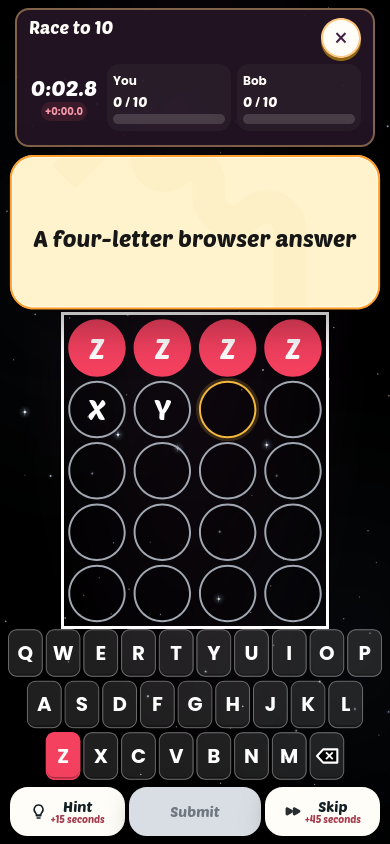 Race to 10
×
0:02.8
+0:00.0
You
0 / 10
Bob
0 / 10
A four-letter browser answer
Z Z Z Z
X Y
Q W E R T Y U I O P
A S D F G H J K L
Z X C V B N M
Hint
+15 seconds
Submit
Skip
+45 seconds